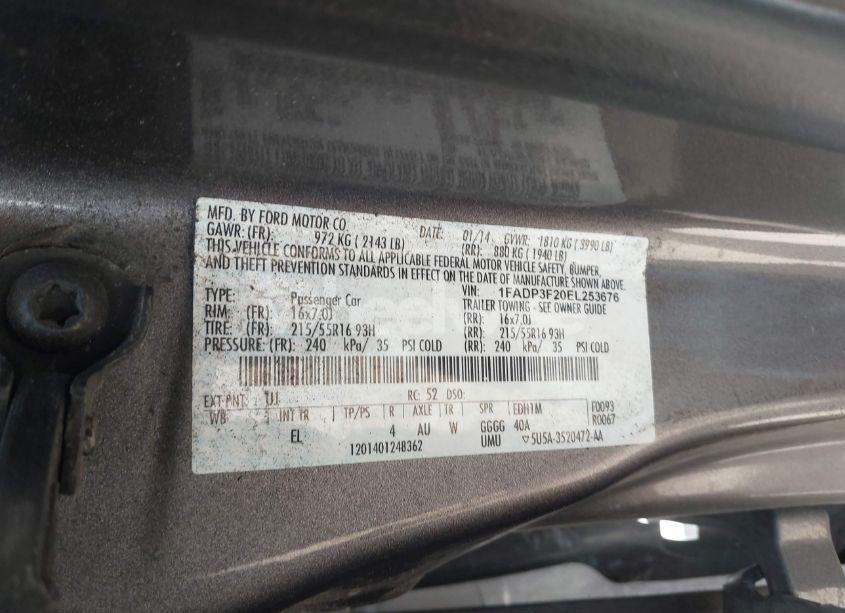 MFD. BY FORD MOTOR CO.
DATE: 01/14 GVWR: 1810 KG ( 3990 LB)
GAWR: (FR): 972 KG ( 2143 LB) (RR): 880 KG ( 1940 LB)
THIS VEHICLE CONFORMS TO ALL APPLICABLE FEDERAL MOTOR VEHICLE SAFETY, BUMPER,
AND THEFT PREVENTION STANDARDS IN EFFECT ON THE DATE OF MANUFACTURE SHOWN ABOVE.
VIN: 1FADP3F20EL253676
TYPE: Passenger Car TRAILER TOWING - SEE OWNER GUIDE
RIM: (FR): 16x7.0J (RR): 16x7.0J
TIRE: (FR): 215/55R16 93H (RR): 215/55R16 93H
PRESSURE: (FR): 240 kPa/ 35 PSI COLD (RR): 240 kPa/ 35 PSI COLD
EXT PNT: UJ RC: 52 DSO:
WB INT TR TP/PS R AXLE TR SPR EDH1M F0093
EL 4 AU W GGGG 40A R0067
1201401248362 UMU ▽5U5A-3520472-AA